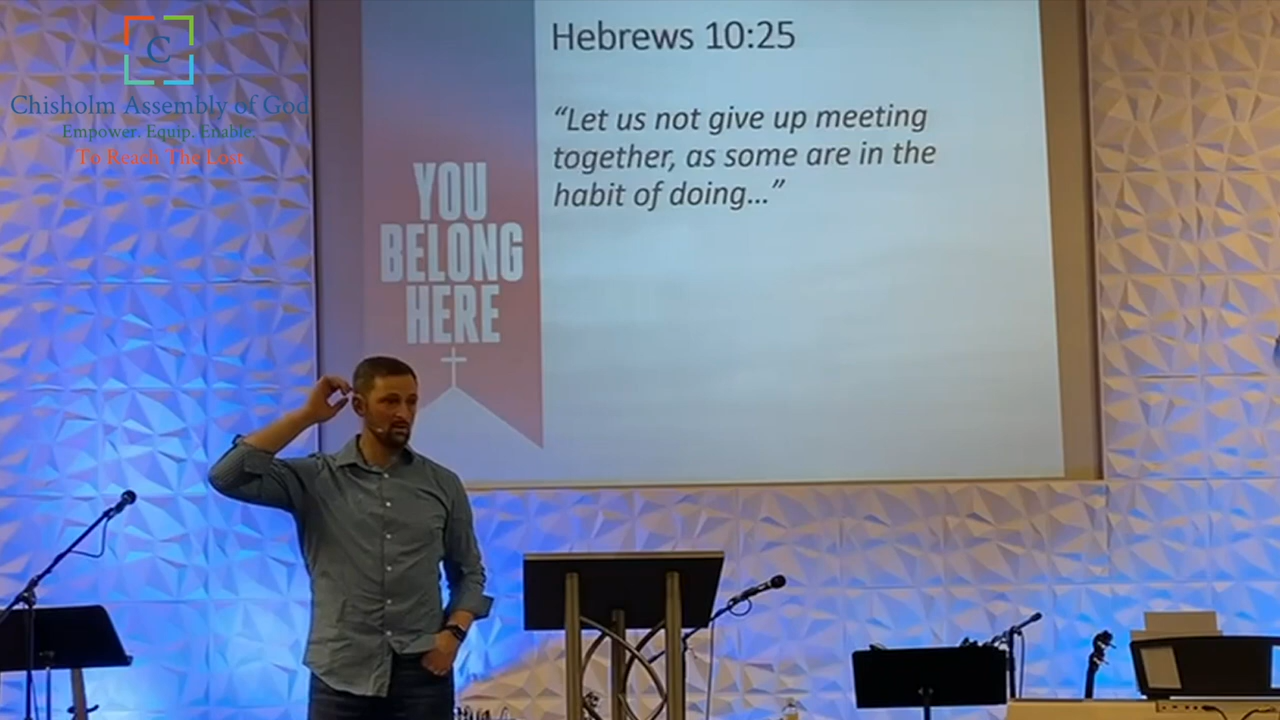 C
Chisholm Assembly of God
Empower. Equip. Enable.
To Reach The Lost
Hebrews 10:25
“Let us not give up meeting
together, as some are in the
habit of doing...”
YOU
BELONG
HERE